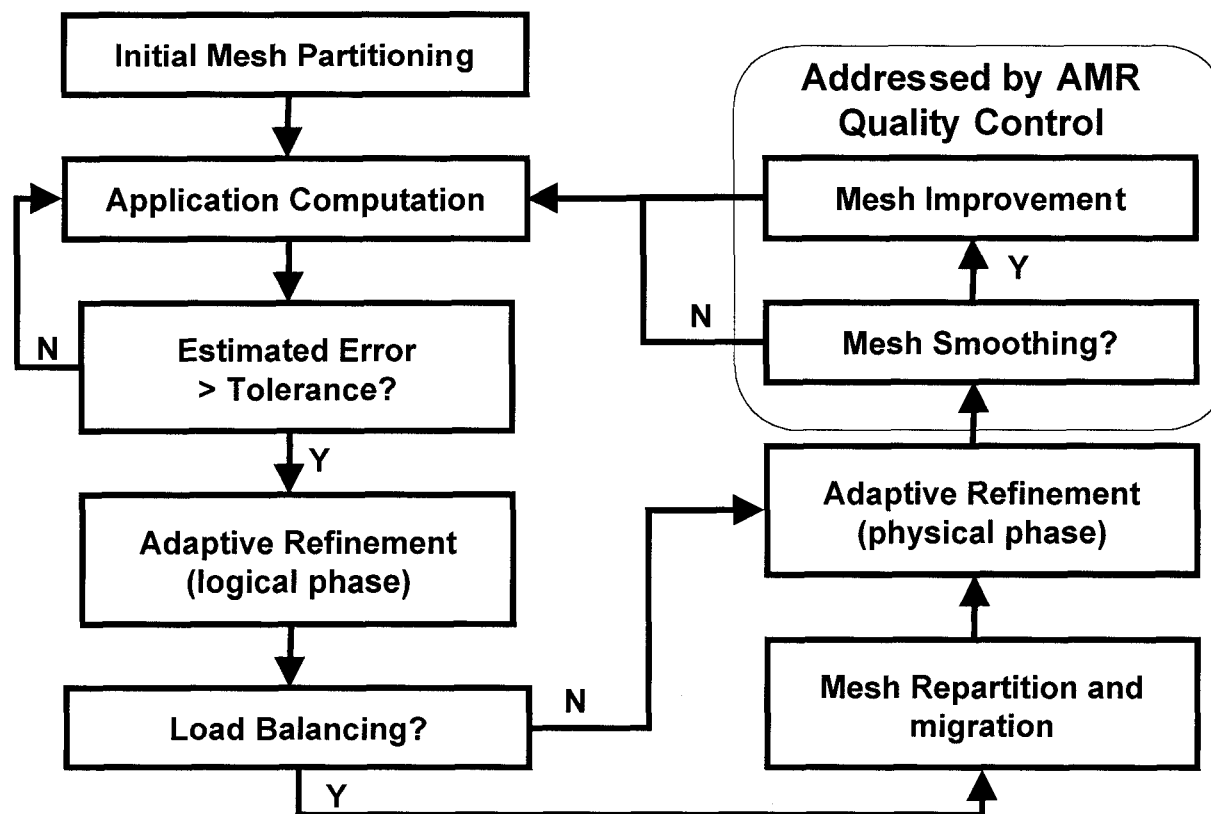 Initial Mesh Partitioning
Application Computation
N
Estimated Error
> Tolerance?
Y
Adaptive Refinement
(logical phase)
Load Balancing?
N
Y
Addressed by AMR
Quality Control
Mesh Improvement
Y
N
Mesh Smoothing?
Adaptive Refinement
(physical phase)
Mesh Repartition and
migration